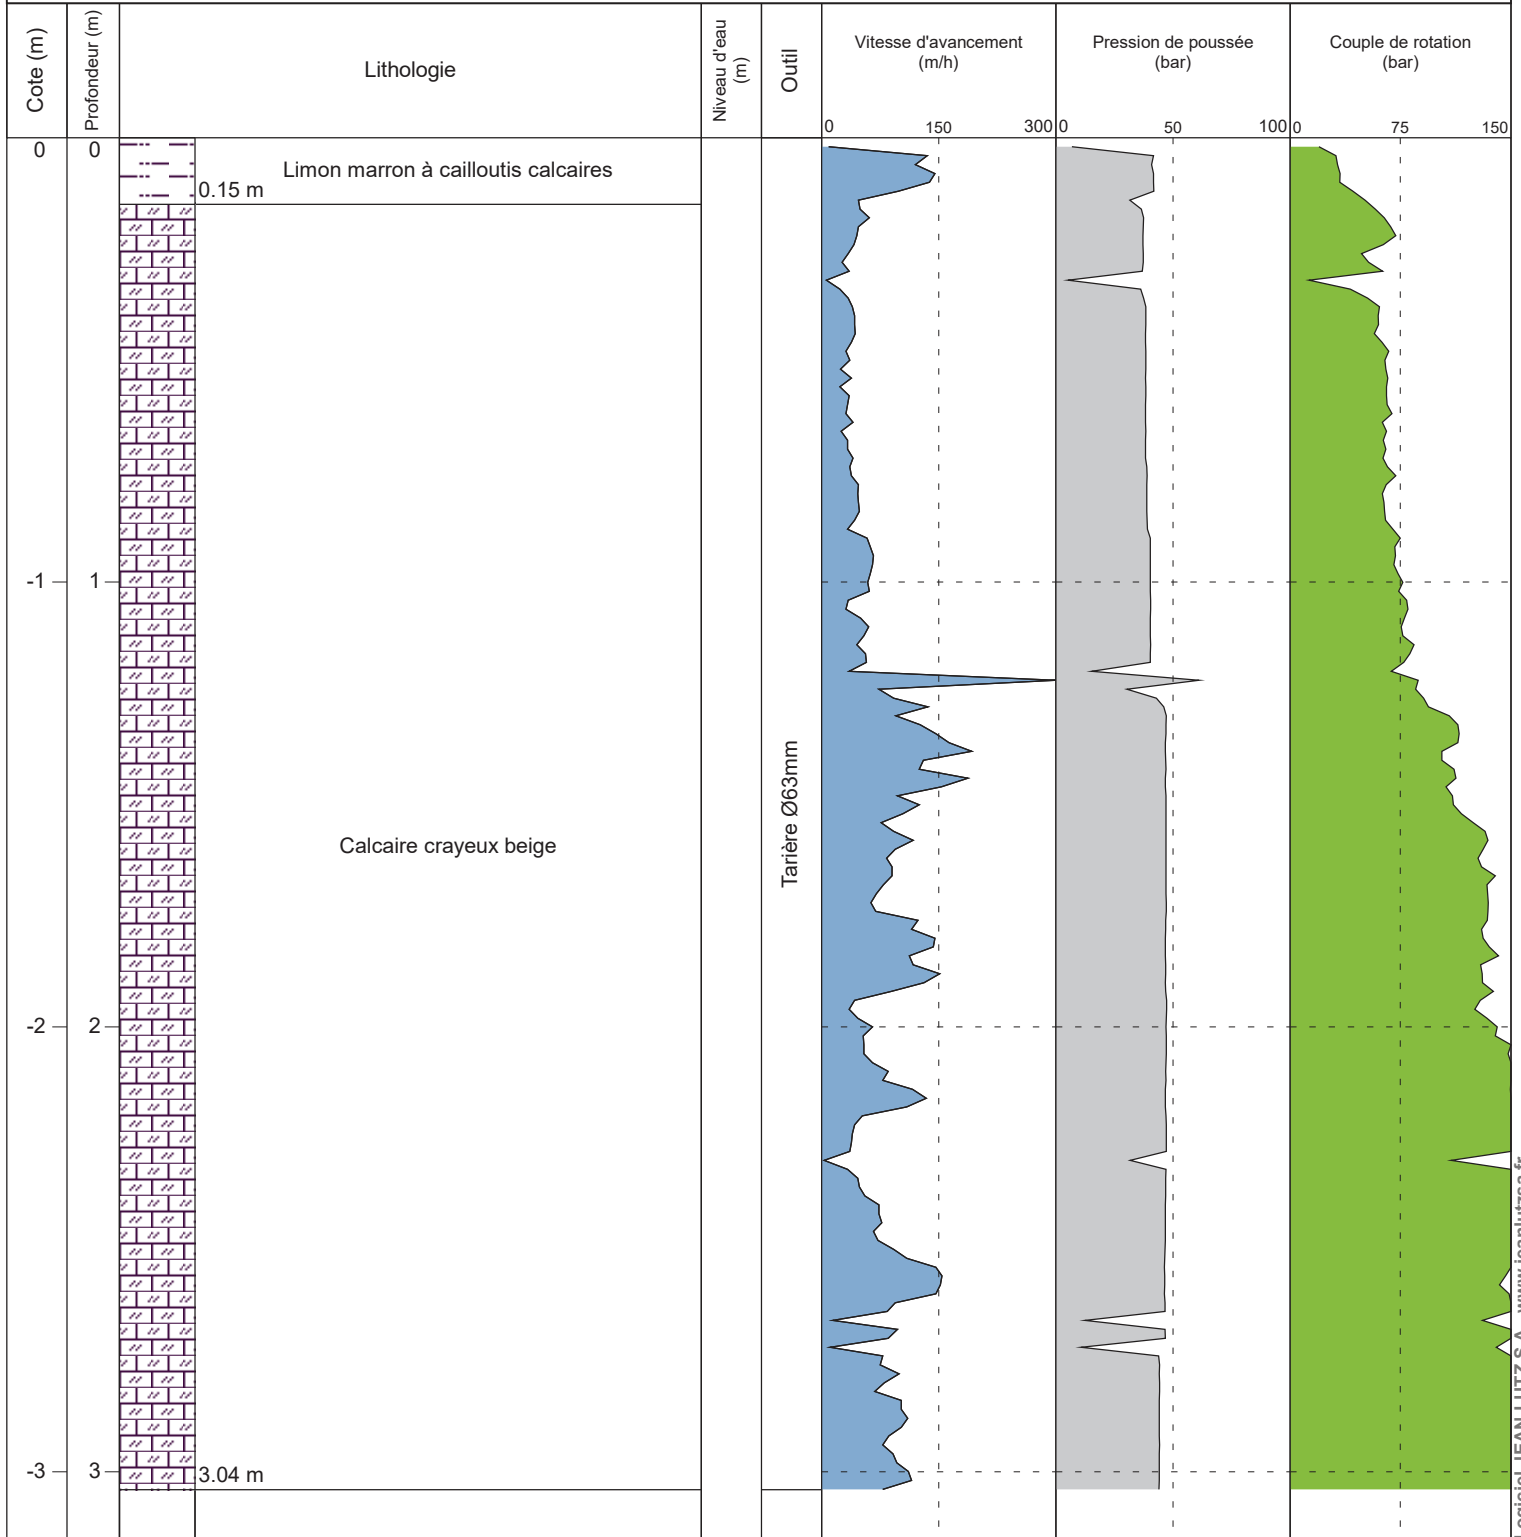 Cote (m)
Profondeur (m)
Lithologie
Niveau d'eau
(m)
Outil
Vitesse d'avancement
(m/h)
Pression de poussée
(bar)
Couple de rotation
(bar)
0 150 300
0 50 100
0 75 150
0 0
Limon marron à cailloutis calcaires
0.15 m
-1 1
Calcaire crayeux beige
Tarière Ø63mm
-2 2
-3 3
3.04 m
JEAN LUTZ S.A